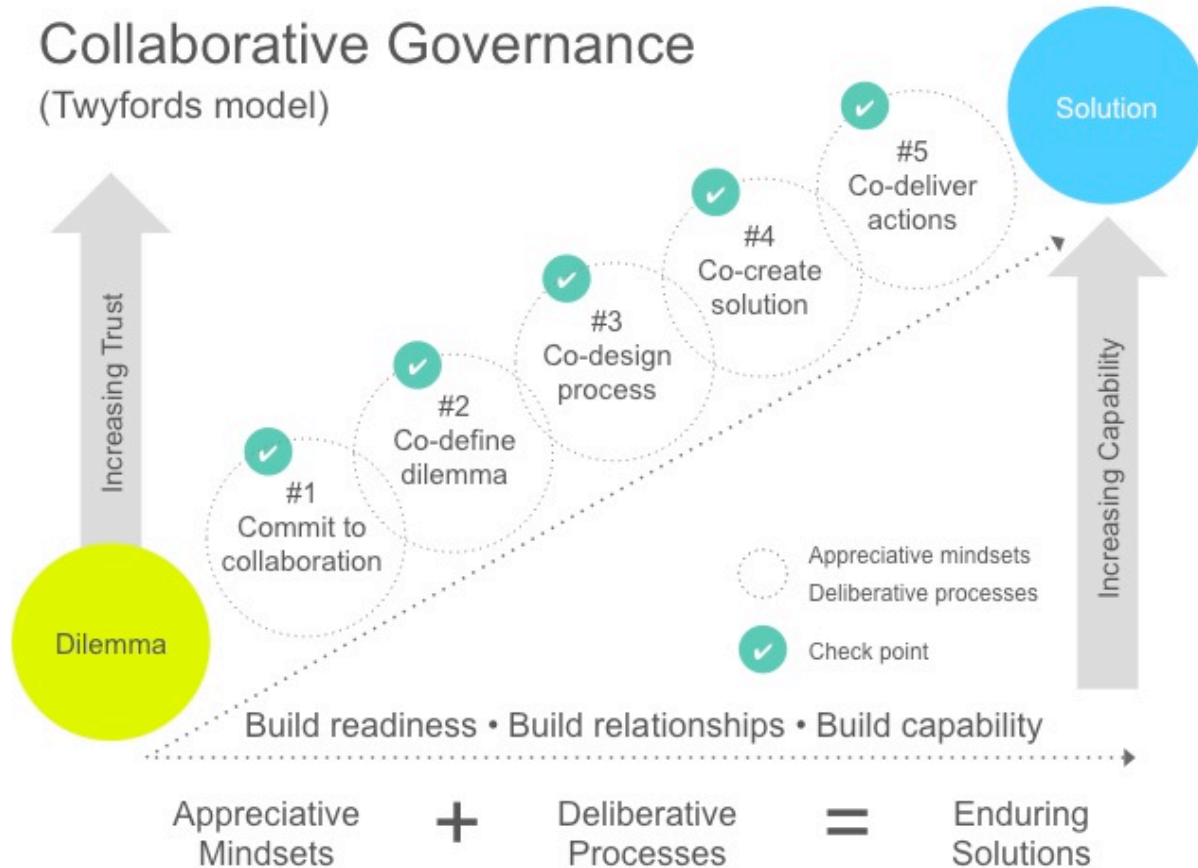 Collaborative Governance
(Twyfords model)
Solution
#5
Co-deliver
actions
#4
Co-create
solution
#3
Co-design
process
#2
Co-define
dilemma
#1
Commit to
collaboration
Increasing Trust
Increasing Capability
Dilemma
Appreciative mindsets
Deliberative processes
Check point
Build readiness • Build relationships • Build capability
Appreciative
Mindsets
+
Deliberative
Processes
=
Enduring
Solutions